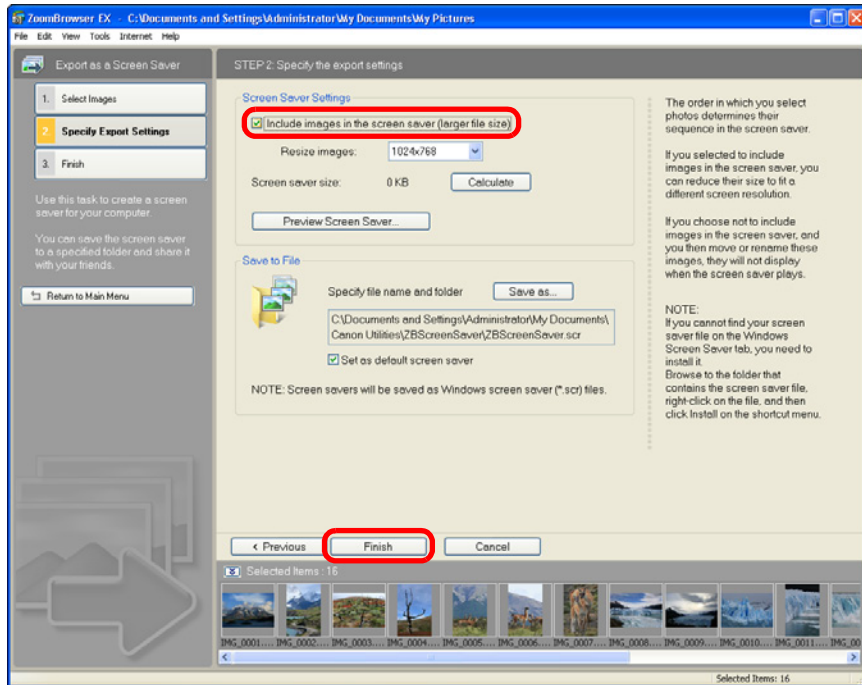 ZoomBrowser EX - C:\Documents and Settings\Administrator\My Documents\My Pictures
File Edit View Tools Internet Help
Export as a Screen Saver
1. Select Images
2. Specify Export Settings
3. Finish
Use this task to create a screen
saver for your computer.
You can save the screen saver
to a specified folder and share it
with your friends.
Return to Main Menu
STEP 2: Specify the export settings
Screen Saver Settings
Include images in the screen saver (larger file size)
Resize images: 1024x768
Screen saver size: 0 KB Calculate
Preview Screen Saver...
Save to File
Specify file name and folder Save as...
C:\Documents and Settings\Administrator\My Documents\
Canon Utilities\ZBScreenSaver\ZBScreenSaver.scr
Set as default screen saver
NOTE: Screen savers will be saved as Windows screen saver (*.scr) files.
The order in which you select
photos determines their
sequence in the screen saver.
If you selected to include
images in the screen saver, you
can reduce their size to fit a
different screen resolution.
If you choose not to include
images in the screen saver, and
you then move or rename these
images, they will not display
when the screen saver plays.
NOTE:
If you cannot find your screen
saver file on the Windows
Screen Saver tab, you need to
install it.
Browse to the folder that
contains the screen saver file,
right-click on the file, and then
click Install on the shortcut menu.
< Previous Finish Cancel
Selected Items : 16
IMG_0001.... IMG_0002.... IMG_0003.... IMG_0004.... IMG_0005.... IMG_0006.... IMG_0007.... IMG_0008.... IMG_0009.... IMG_0010.... IMG_0011.... IMG_00
Selected Items: 16